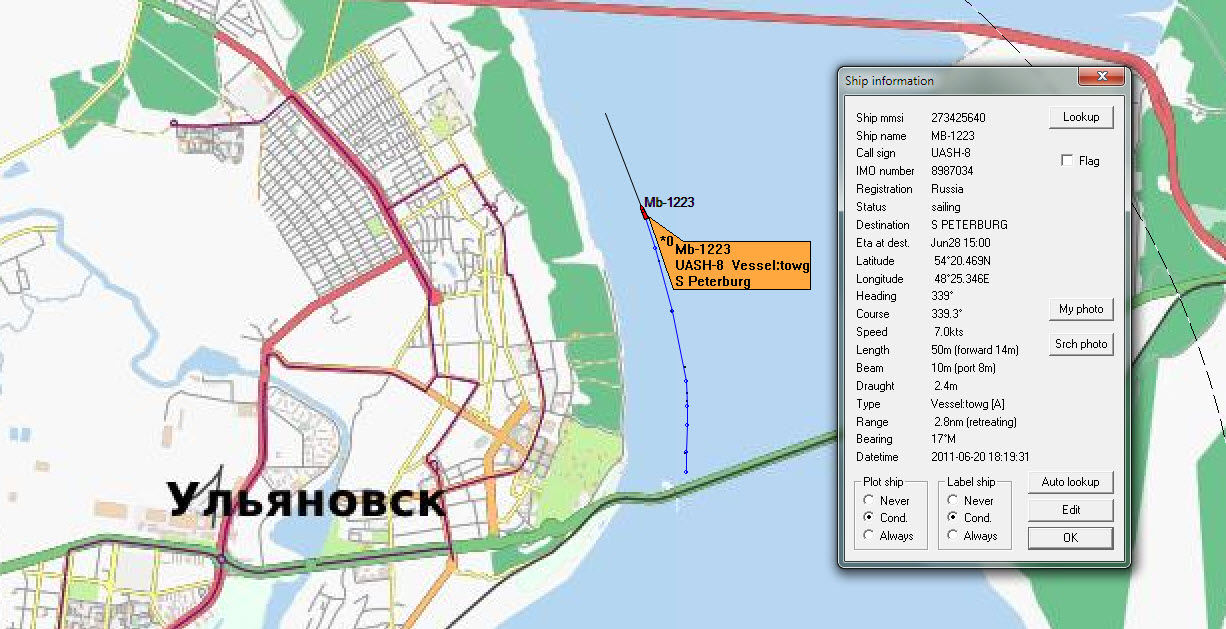 Mb-1223
*0
Mb-1223
UASH-8 Vessel:towg
S Peterburg
Ульяновск
Ship information
Ship mmsi 273425640
Lookup
Ship name MB-1223
Call sign UASH-8
Flag
IMO number 8987034
Registration Russia
Status sailing
Destination S PETERBURG
Eta at dest. Jun28 15:00
Latitude 54°20.469N
Longitude 48°25.346E
Heading 339°
Course 339.3°
My photo
Speed 7.0kts
Length 50m (forward 14m)
Srch photo
Beam 10m (port 8m)
Draught 2.4m
Type Vessel:towg [A]
Range 2.8nm (retreating)
Bearing 17°M
Datetime 2011-06-20 18:19:31
Plot ship
Never
Cond.
Always
Label ship
Never
Cond.
Always
Auto lookup
Edit
OK